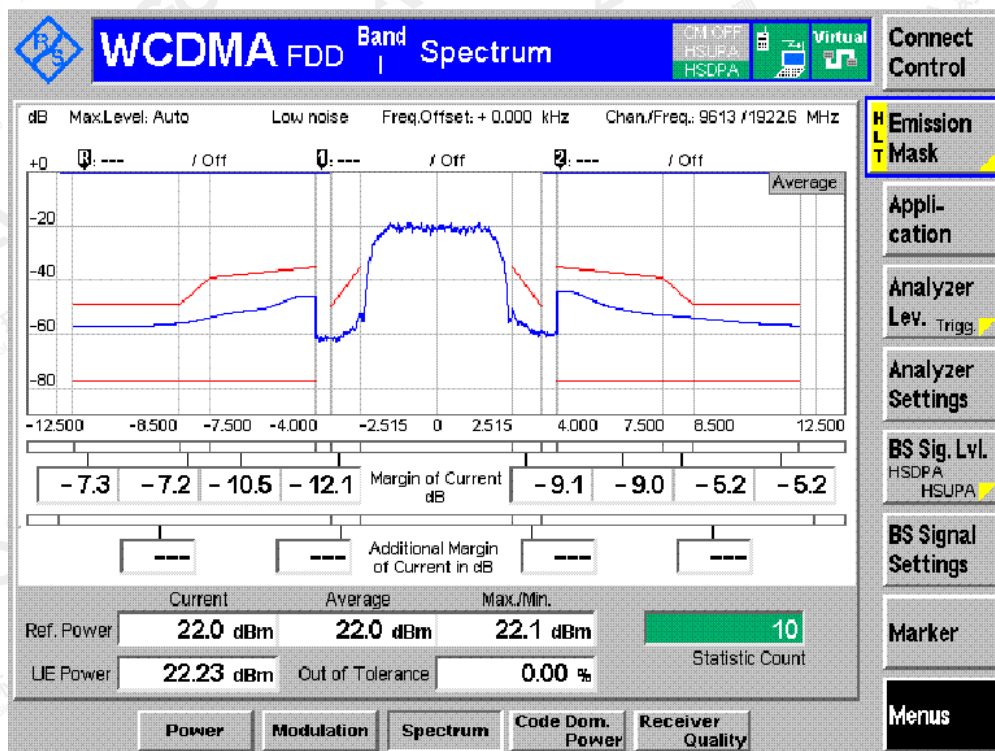 R/S
WCDMA FDD Band I Spectrum
CM OFF
HSUPA
HSDPA
Virtual
Connect Control
dB Max.Level: Auto Low noise Freq.Offset: + 0.000 kHz Chan./Freq.: 9613 / 1922.6 MHz
R: --- / Off 1: --- / Off 2: --- / Off
HLT
Emission Mask
+0
Average
-20
-40
-60
-80
-12.500 -8.500 -7.500 -4.000 -2.515 0 2.515 4.000 7.500 8.500 12.500
Appli-
cation
Analyzer
Lev. Trigg.
Analyzer
Settings
BS Sig. Lvl.
HSDPA
HSUPA
BS Signal
Settings
Marker
Menus
- 7.3 - 7.2 - 10.5 - 12.1 Margin of Current dB - 9.1 - 9.0 - 5.2 - 5.2
--- --- Additional Margin of Current in dB --- ---
Current Average Max./Min.
Ref. Power 22.0 dBm 22.0 dBm 22.1 dBm 10
Statistic Count
UE Power 22.23 dBm Out of Tolerance 0.00 %
Power Modulation Spectrum Code Dom. Power Receiver Quality